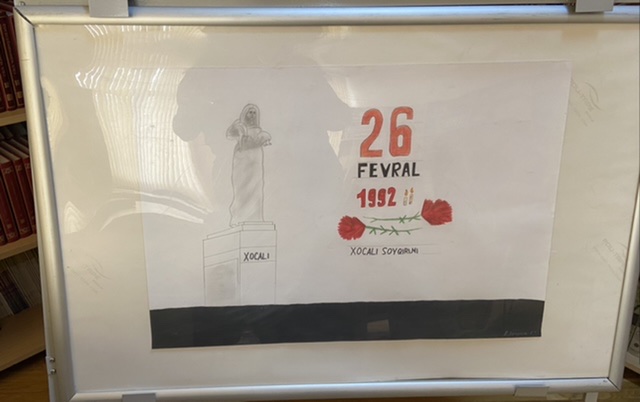 26
FEVRAL
1992
XOCALI
XOCALI SOYQIRIMI